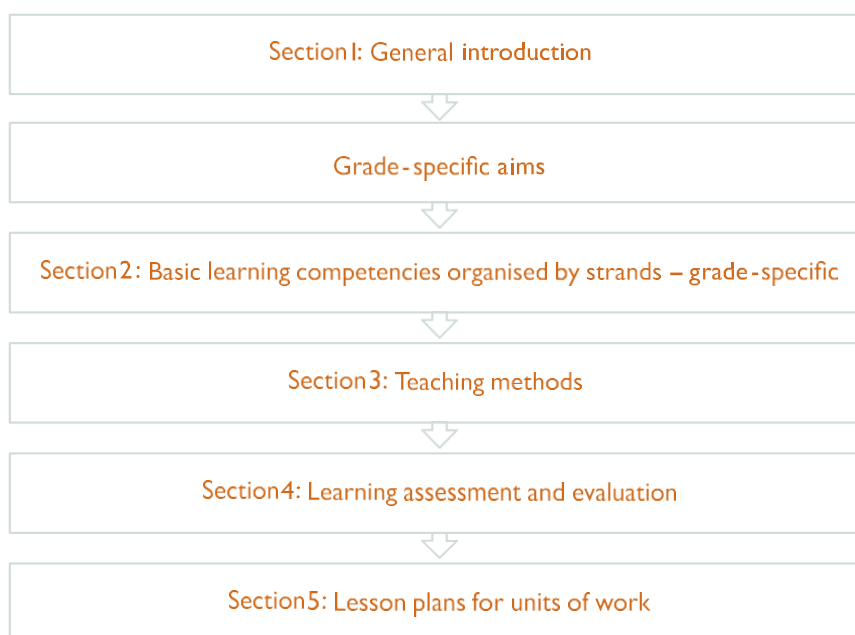 Section1: General introduction
Grade-specific aims
Section2: Basic learning competencies organised by strands – grade-specific
Section3: Teaching methods
Section4: Learning assessment and evaluation
Section5: Lesson plans for units of work